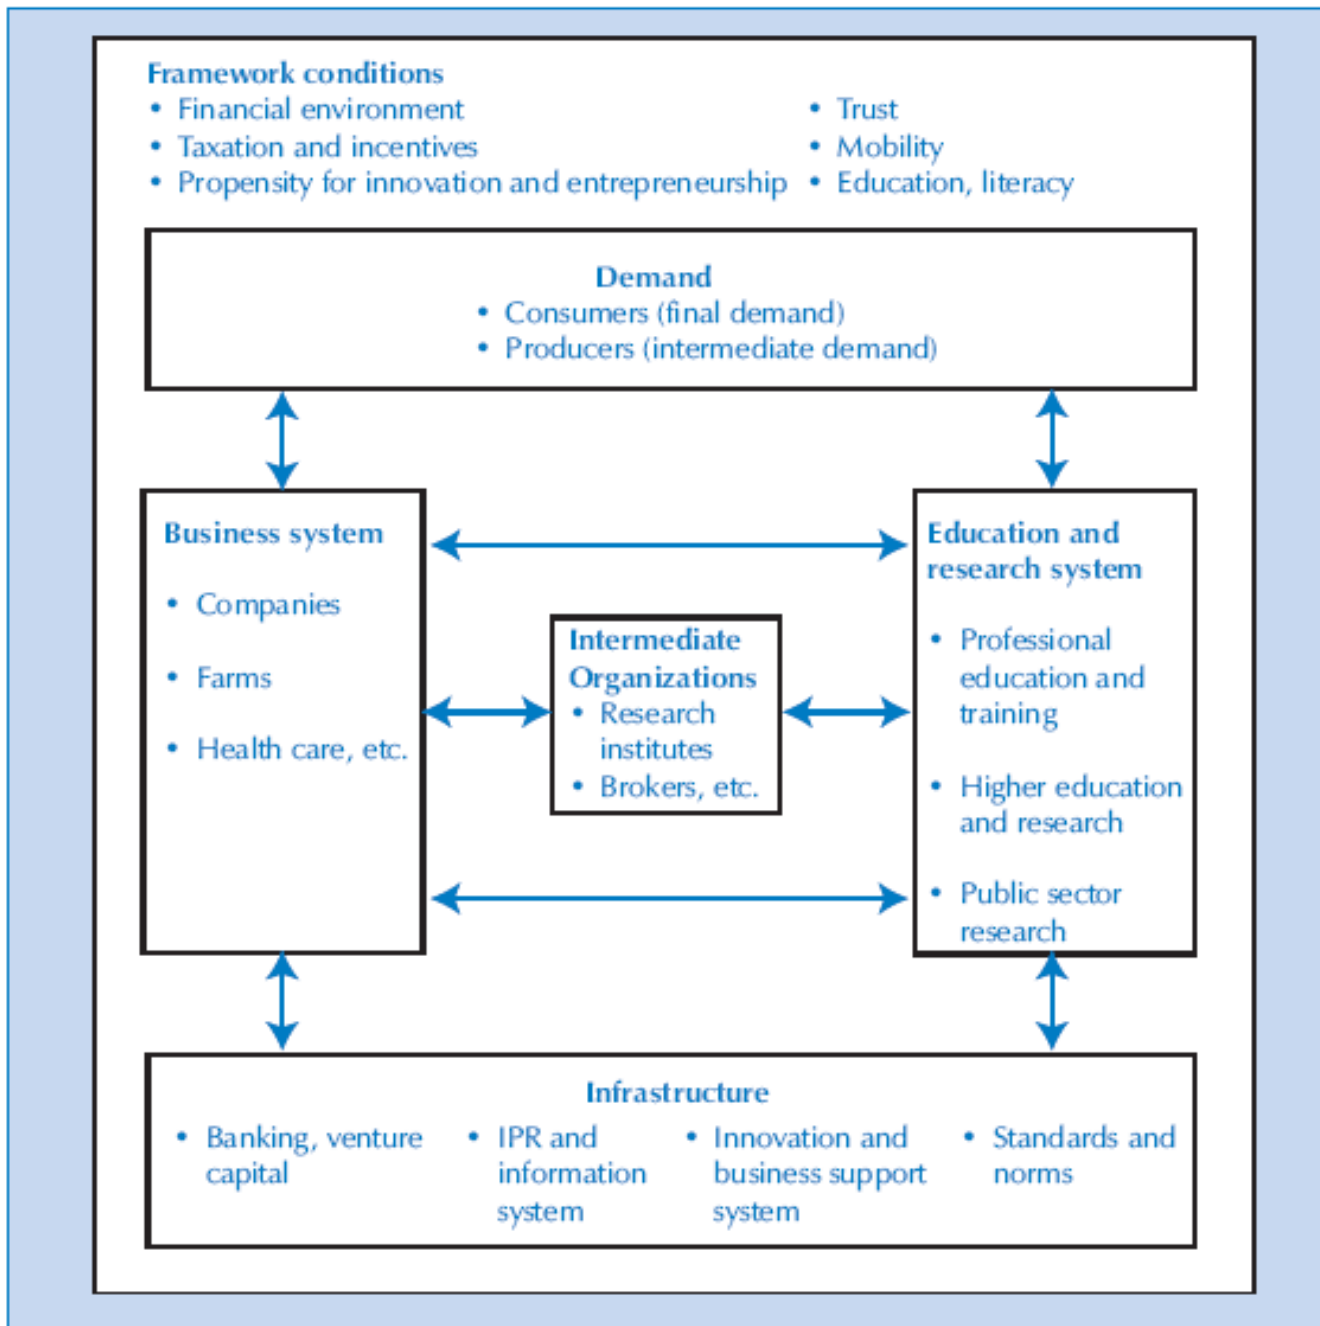 Framework conditions
• Financial environment
• Taxation and incentives
• Propensity for innovation and entrepreneurship
• Trust
• Mobility
• Education, literacy
Demand
• Consumers (final demand)
• Producers (intermediate demand)
Business system
• Companies
• Farms
• Health care, etc.
Intermediate
Organizations
• Research
institutes
• Brokers, etc.
Education and
research system
• Professional
education and
training
• Higher education
and research
• Public sector
research
Infrastructure
• Banking, venture
capital
• IPR and
information
system
• Innovation and
business support
system
• Standards and
norms